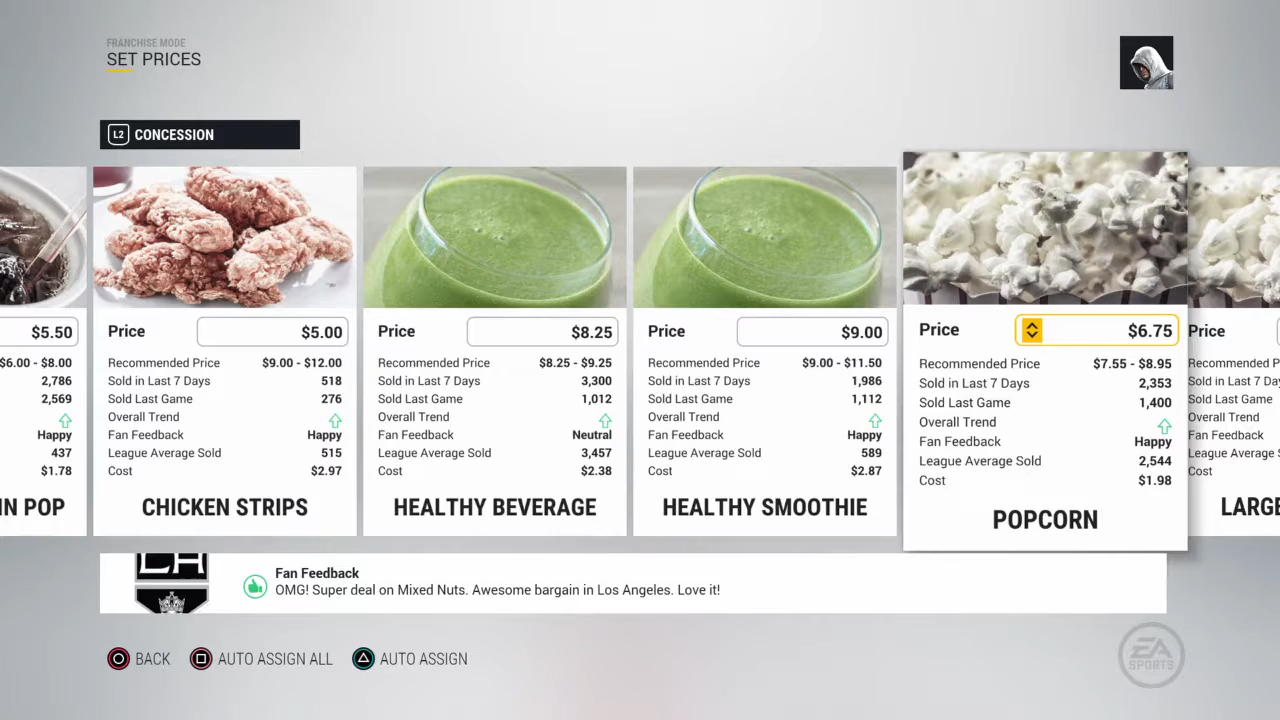 FRANCHISE MODE
SET PRICES
L2 CONCESSION
$5.50
$6.00 - $8.00
2,786
2,569
Happy
437
$1.78
IN POP
Price $5.00
Recommended Price $9.00 - $12.00
Sold in Last 7 Days 518
Sold Last Game 276
Overall Trend
Fan Feedback Happy
League Average Sold 515
Cost $2.97
CHICKEN STRIPS
Price $8.25
Recommended Price $8.25 - $9.25
Sold in Last 7 Days 3,300
Sold Last Game 1,012
Overall Trend
Fan Feedback Neutral
League Average Sold 3,457
Cost $2.38
HEALTHY BEVERAGE
Price $9.00
Recommended Price $9.00 - $11.50
Sold in Last 7 Days 1,986
Sold Last Game 1,112
Overall Trend
Fan Feedback Happy
League Average Sold 589
Cost $2.87
HEALTHY SMOOTHIE
Price $6.75
Recommended Price $7.55 - $8.95
Sold in Last 7 Days 2,353
Sold Last Game 1,400
Overall Trend
Fan Feedback Happy
League Average Sold 2,544
Cost $1.98
POPCORN
Price
Recommended P
Sold in Last 7 D
Sold Last Game
Overall Trend
Fan Feedback
League Average S
Cost
LARGE
LA
KINGS
Fan Feedback
OMG! Super deal on Mixed Nuts. Awesome bargain in Los Angeles. Love it!
BACK AUTO ASSIGN ALL AUTO ASSIGN
EA
SPORTS